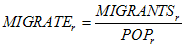 MIGRATE_r = MIGRANTS_r / POP_r